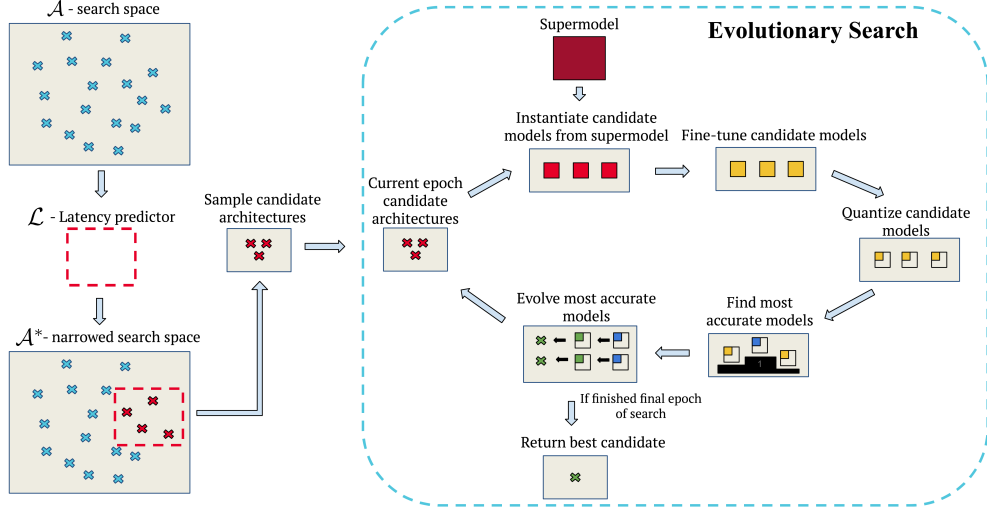 𝒜 - search space
ℒ - Latency predictor
𝒜* - narrowed search space
Sample candidate
architectures
Evolutionary Search
Supermodel
Instantiate candidate
models from supermodel
Fine-tune candidate models
Current epoch
candidate
architectures
Quantize candidate
models
Find most
accurate models
1
Evolve most accurate
models
If finished final epoch
of search
Return best candidate